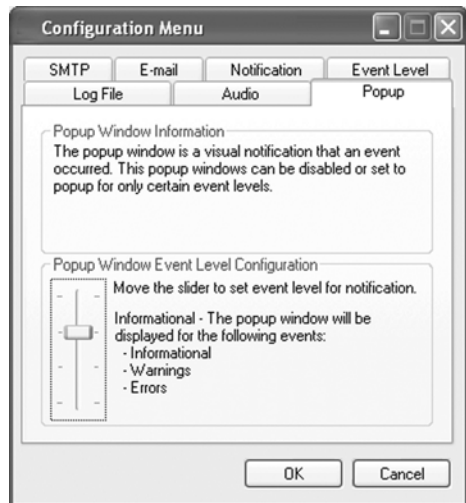 Configuration Menu
SMTP E-mail Notification Event Level
Log File Audio Popup
Popup Window Information
The popup window is a visual notification that an event
occurred. This popup windows can be disabled or set to
popup for only certain event levels.
Popup Window Event Level Configuration
Move the slider to set event level for notification.
Informational - The popup window will be
displayed for the following events:
- Informational
- Warnings
- Errors
OK Cancel